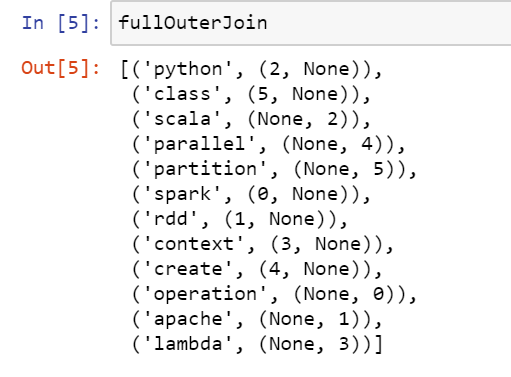 In [5]: fullOuterJoin
Out[5]: [('python', (2, None)),
('class', (5, None)),
('scala', (None, 2)),
('parallel', (None, 4)),
('partition', (None, 5)),
('spark', (0, None)),
('rdd', (1, None)),
('context', (3, None)),
('create', (4, None)),
('operation', (None, 0)),
('apache', (None, 1)),
('lambda', (None, 3))]